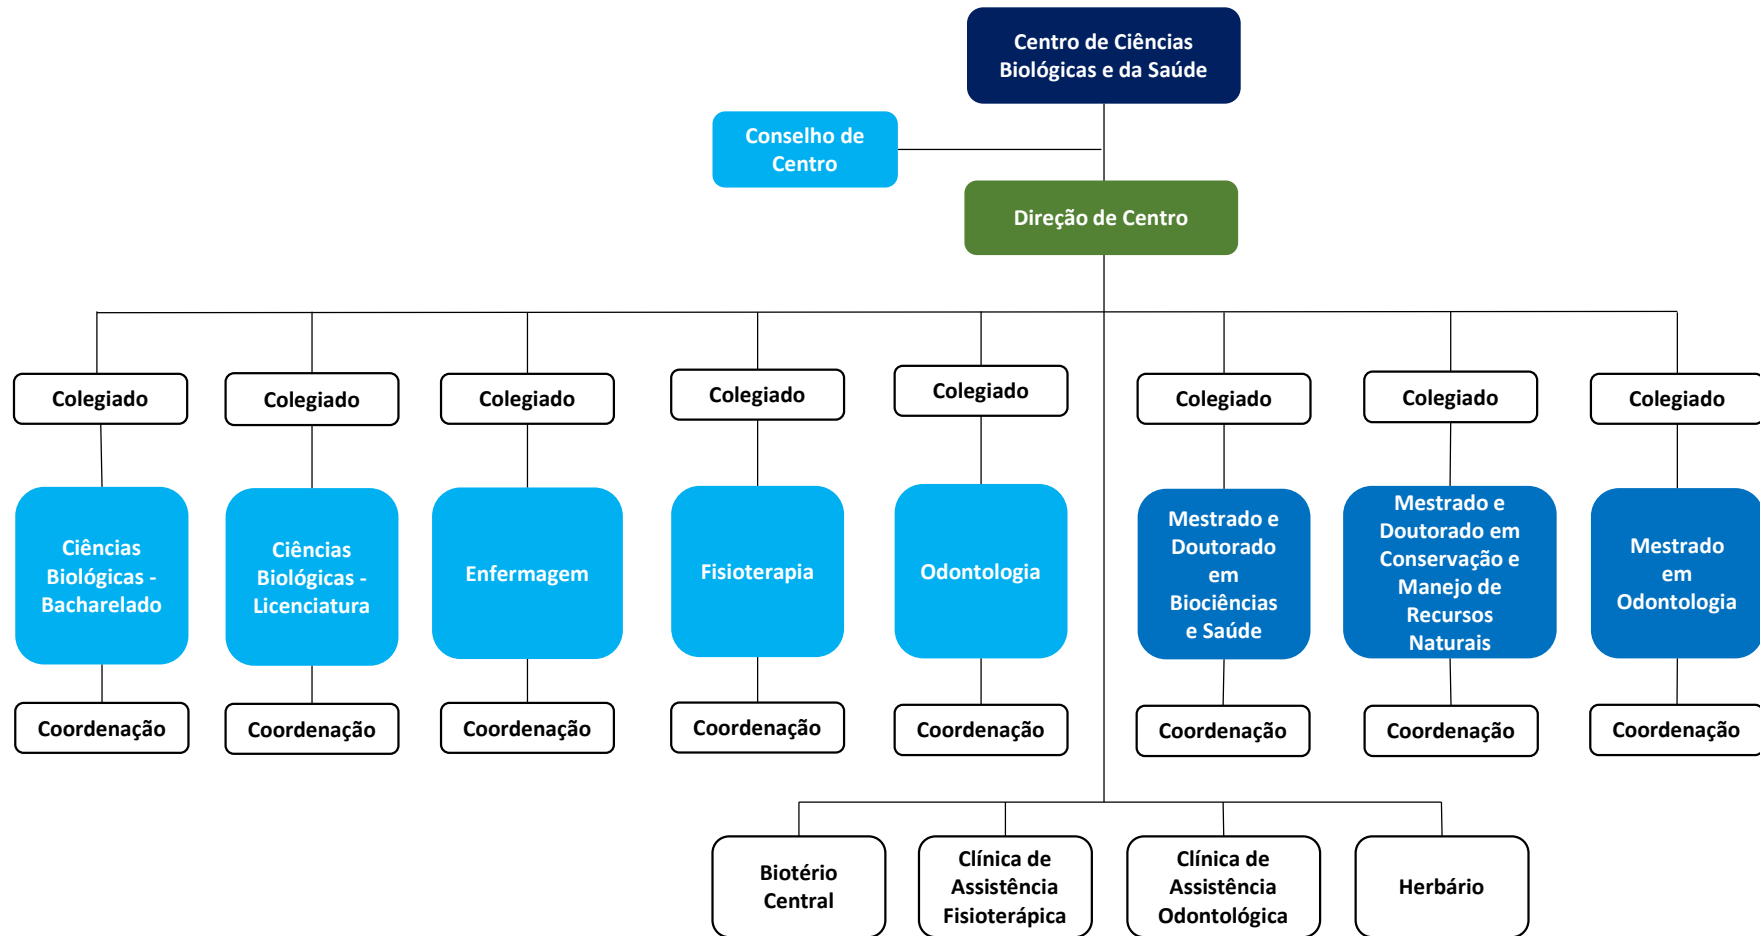 Centro de Ciências
Biológicas e da Saúde
Conselho de
Centro
Direção de Centro
Colegiado
Colegiado
Colegiado
Colegiado
Colegiado
Colegiado
Colegiado
Colegiado
Ciências
Biológicas -
Bacharelado
Ciências
Biológicas -
Licenciatura
Enfermagem
Fisioterapia
Odontologia
Mestrado e
Doutorado
em
Biociências
e Saúde
Mestrado e
Doutorado em
Conservação e
Manejo de
Recursos
Naturais
Mestrado
em
Odontologia
Coordenação
Coordenação
Coordenação
Coordenação
Coordenação
Coordenação
Coordenação
Coordenação
Biotério
Central
Clínica de
Assistência
Fisioterápica
Clínica de
Assistência
Odontológica
Herbário